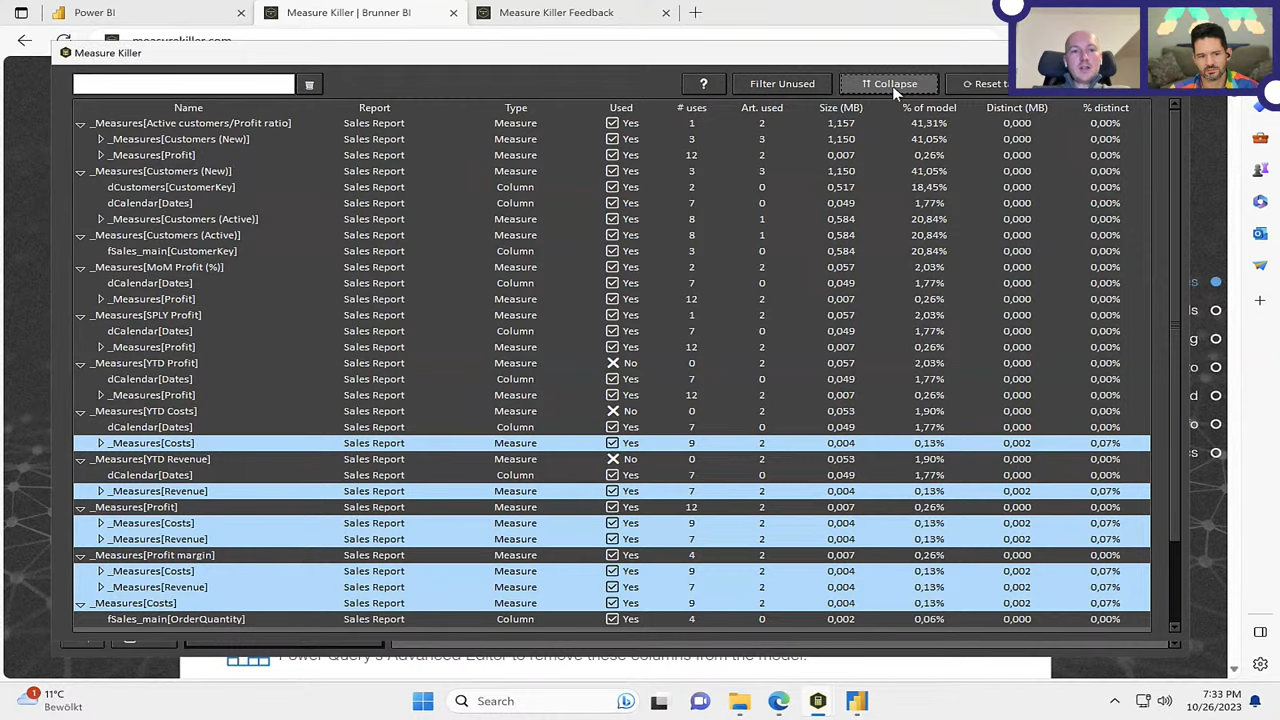 Power BI
Measure Killer | Brunner BI
Measure Killer Feedback
measurekiller.com
Measure Killer
? Filter Unused Collapse Reset t
Name Report Type Used # uses Art. used Size (MB) % of model Distinct (MB) % distinct
_Measures[Active customers/Profit ratio] Sales Report Measure Yes 1 2 1,157 41,31% 0,000 0,00%
_Measures[Customers (New)] Sales Report Measure Yes 3 3 1,150 41,05% 0,000 0,00%
_Measures[Profit] Sales Report Measure Yes 12 2 0,007 0,26% 0,000 0,00%
_Measures[Customers (New)] Sales Report Measure Yes 3 3 1,150 41,05% 0,000 0,00%
dCustomers[CustomerKey] Sales Report Column Yes 2 0 0,517 18,45% 0,000 0,00%
dCalendar[Dates] Sales Report Column Yes 7 0 0,049 1,77% 0,000 0,00%
_Measures[Customers (Active)] Sales Report Measure Yes 8 1 0,584 20,84% 0,000 0,00%
_Measures[Customers (Active)] Sales Report Measure Yes 8 1 0,584 20,84% 0,000 0,00%
fSales_main[CustomerKey] Sales Report Column Yes 3 0 0,584 20,84% 0,000 0,00%
_Measures[MoM Profit (%)] Sales Report Measure Yes 2 2 0,057 2,03% 0,000 0,00%
dCalendar[Dates] Sales Report Column Yes 7 0 0,049 1,77% 0,000 0,00%
_Measures[Profit] Sales Report Measure Yes 12 2 0,007 0,26% 0,000 0,00%
_Measures[SPLY Profit] Sales Report Measure Yes 1 2 0,057 2,03% 0,000 0,00%
dCalendar[Dates] Sales Report Column Yes 7 0 0,049 1,77% 0,000 0,00%
_Measures[Profit] Sales Report Measure Yes 12 2 0,007 0,26% 0,000 0,00%
_Measures[YTD Profit] Sales Report Measure No 0 2 0,057 2,03% 0,000 0,00%
dCalendar[Dates] Sales Report Column Yes 7 0 0,049 1,77% 0,000 0,00%
_Measures[Profit] Sales Report Measure Yes 12 2 0,007 0,26% 0,000 0,00%
_Measures[YTD Costs] Sales Report Measure No 0 2 0,053 1,90% 0,000 0,00%
dCalendar[Dates] Sales Report Column Yes 7 0 0,049 1,77% 0,000 0,00%
_Measures[Costs] Sales Report Measure Yes 9 2 0,004 0,13% 0,002 0,07%
_Measures[YTD Revenue] Sales Report Measure No 0 2 0,053 1,90% 0,000 0,00%
dCalendar[Dates] Sales Report Column Yes 7 0 0,049 1,77% 0,000 0,00%
_Measures[Revenue] Sales Report Measure Yes 7 2 0,004 0,13% 0,002 0,07%
_Measures[Profit] Sales Report Measure Yes 12 2 0,007 0,26% 0,000 0,00%
_Measures[Costs] Sales Report Measure Yes 9 2 0,004 0,13% 0,002 0,07%
_Measures[Revenue] Sales Report Measure Yes 7 2 0,004 0,13% 0,002 0,07%
_Measures[Profit margin] Sales Report Measure Yes 4 2 0,007 0,26% 0,000 0,00%
_Measures[Costs] Sales Report Measure Yes 9 2 0,004 0,13% 0,002 0,07%
_Measures[Revenue] Sales Report Measure Yes 7 2 0,004 0,13% 0,002 0,07%
_Measures[Costs] Sales Report Measure Yes 9 2 0,004 0,13% 0,002 0,07%
fSales_main[OrderQuantity] Sales Report Column Yes 4 0 0,002 0,06% 0,000 0,00%
Power Query's Advanced Editor to remove these columns from the model.
1 11°C
Bewölkt
Search
7:33 PM
10/26/2023